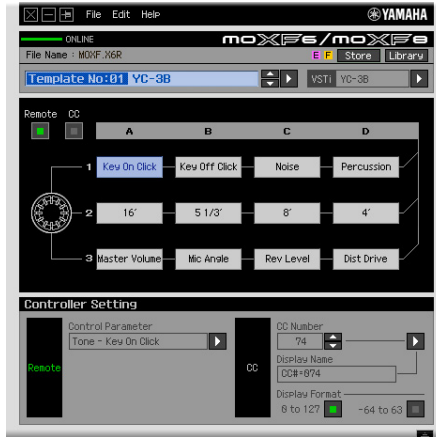 File Edit Help YAMAHA
ONLINE MOXF6/MOXF8
File Name : MOXF.X6R E F Store Library
Template No:01 YC-3B VSTi YC-3B
Remote CC
A B C D
1 Key On Click Key Off Click Noise Percussion
2 16' 5 1/3' 8' 4'
3 Master Volume Mic Angle Rev Level Dist Drive
Controller Setting
Control Parameter CC Number
Tone - Key On Click 74
Remote CC Display Name
CC#=074
Display Format
0 to 127 -64 to 63